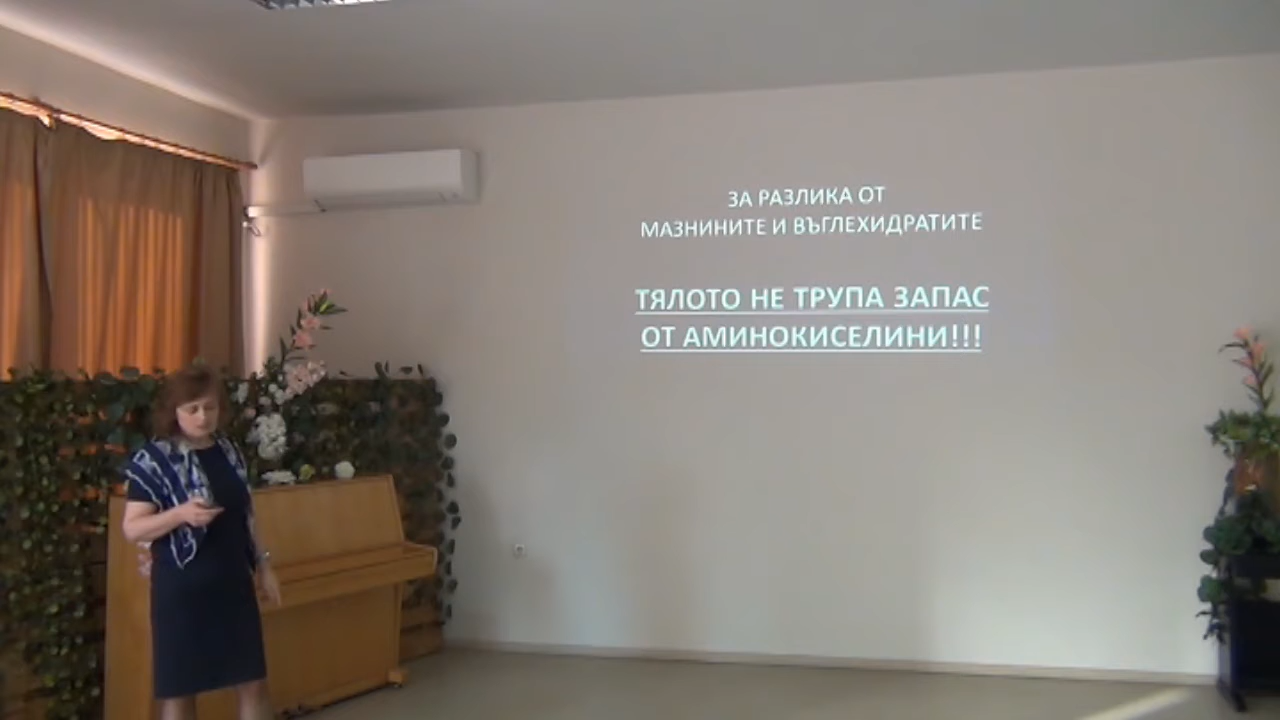 ЗА РАЗЛИКА ОТ
МАЗНИНИТЕ И ВЪГЛЕХИДРАТИТЕ
ТЯЛОТО НЕ ТРУПА ЗАПАС
ОТ АМИНОКИСЕЛИНИ!!!